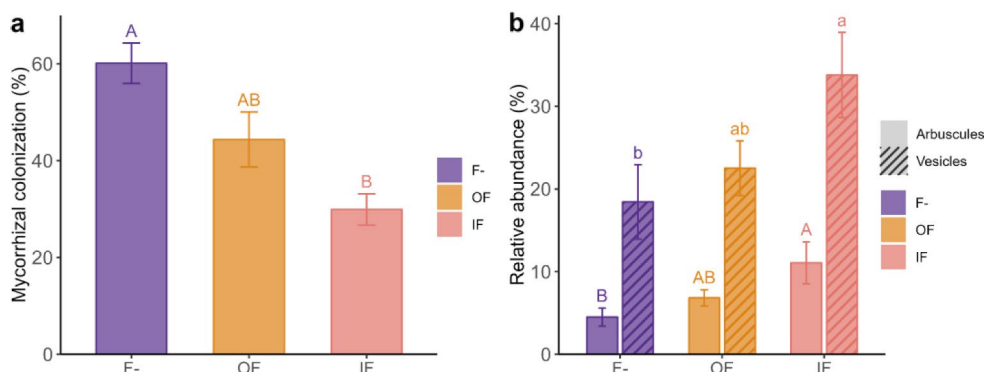 a
Mycorrhizal colonization (%)
60
40
20
0
A
AB
B
F-
OF
IF
F-
OF
IF
b
Relative abundance (%)
40
30
20
10
0
B
b
AB
ab
A
a
F-
OF
IF
Arbuscules
Vesicles
F-
OF
IF